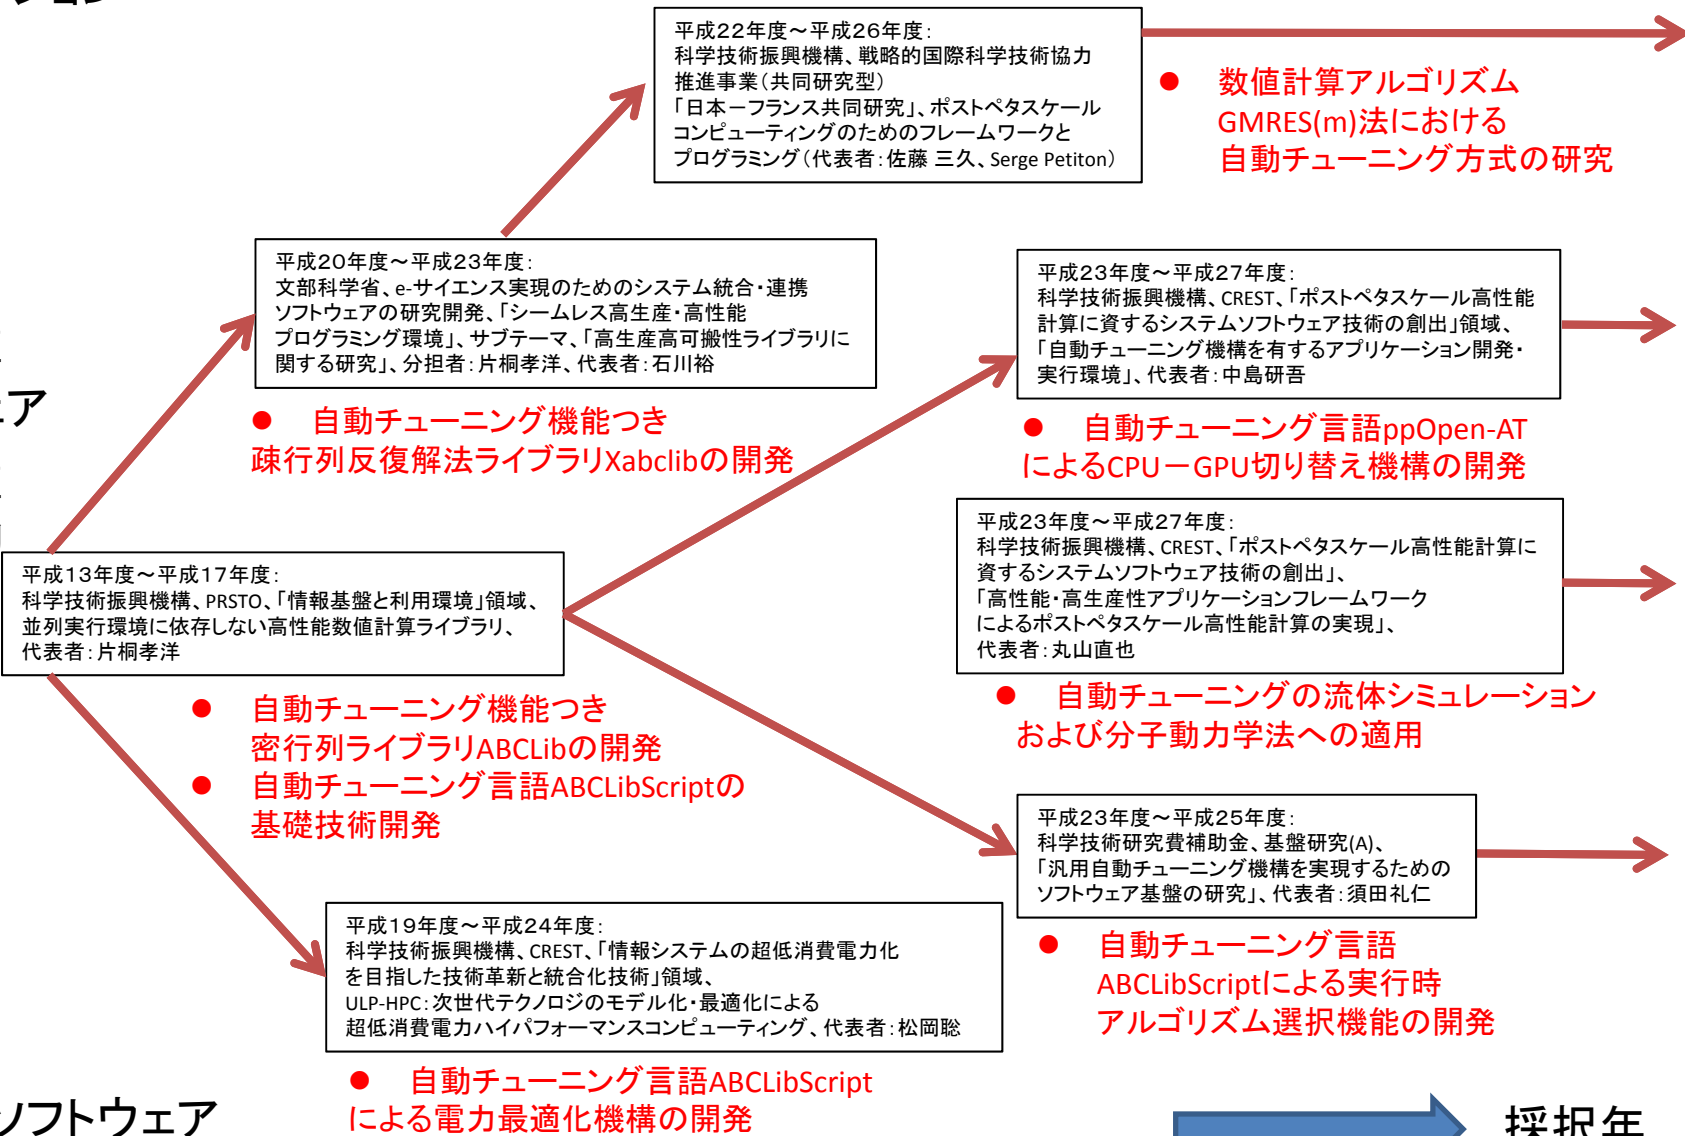 平成22年度～平成26年度：
科学技術振興機構、戦略的国際科学技術協力
推進事業（共同研究型）
「日本－フランス共同研究」、ポストペタスケール
コンピューティングのためのフレームワークと
プログラミング（代表者：佐藤 三久、Serge Petiton）
● 数値計算アルゴリズム
GMRES(m)法における
自動チューニング方式の研究
平成20年度～平成23年度：
文部科学省、e-サイエンス実現のためのシステム統合・連携
ソフトウェアの研究開発、「シームレス高生産・高性能
プログラミング環境」、サブテーマ、「高生産高可搬性ライブラリに
関する研究」、分担者：片桐孝洋、代表者：石川裕
● 自動チューニング機能つき
疎行列反復解法ライブラリXabclibの開発
平成23年度～平成27年度：
科学技術振興機構、CREST、「ポストペタスケール高性能
計算に資するシステムソフトウェア技術の創出」領域、
「自動チューニング機構を有するアプリケーション開発・
実行環境」、代表者：中島研吾
● 自動チューニング言語ppOpen-AT
によるCPU－GPU切り替え機構の開発
ェア
平成13年度～平成17年度：
科学技術振興機構、PRSTO、「情報基盤と利用環境」領域、
並列実行環境に依存しない高性能数値計算ライブラリ、
代表者：片桐孝洋
● 自動チューニング機能つき
密行列ライブラリABCLibの開発
● 自動チューニング言語ABCLibScriptの
基礎技術開発
平成23年度～平成27年度：
科学技術振興機構、CREST、「ポストペタスケール高性能計算に
資するシステムソフトウェア技術の創出」、
「高性能・高生産性アプリケーションフレームワーク
によるポストペタスケール高性能計算の実現」、
代表者：丸山直也
● 自動チューニングの流体シミュレーション
および分子動力学法への適用
平成23年度～平成25年度：
科学技術研究費補助金、基盤研究(A)、
「汎用自動チューニング機構を実現するための
ソフトウェア基盤の研究」、代表者：須田礼仁
● 自動チューニング言語
ABCLibScriptによる実行時
アルゴリズム選択機能の開発
平成19年度～平成24年度：
科学技術振興機構、CREST、「情報システムの超低消費電力化
を目指した技術革新と統合化技術」領域、
ULP-HPC：次世代テクノロジのモデル化・最適化による
超低消費電力ハイパフォーマンスコンピューティング、代表者：松岡聡
● 自動チューニング言語ABCLibScript
による電力最適化機構の開発
ソフトウェア
採択年